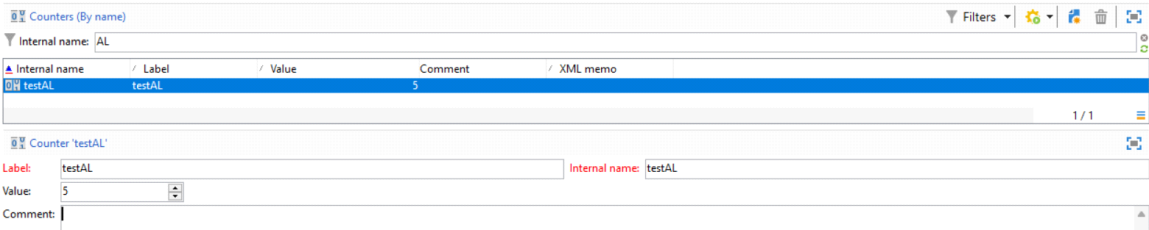 Counters (By name) Filters
Internal name: AL
Internal name Label Value Comment XML memo
testAL testAL 5
1 / 1
Counter 'testAL'
Label: testAL Internal name: testAL
Value: 5
Comment: